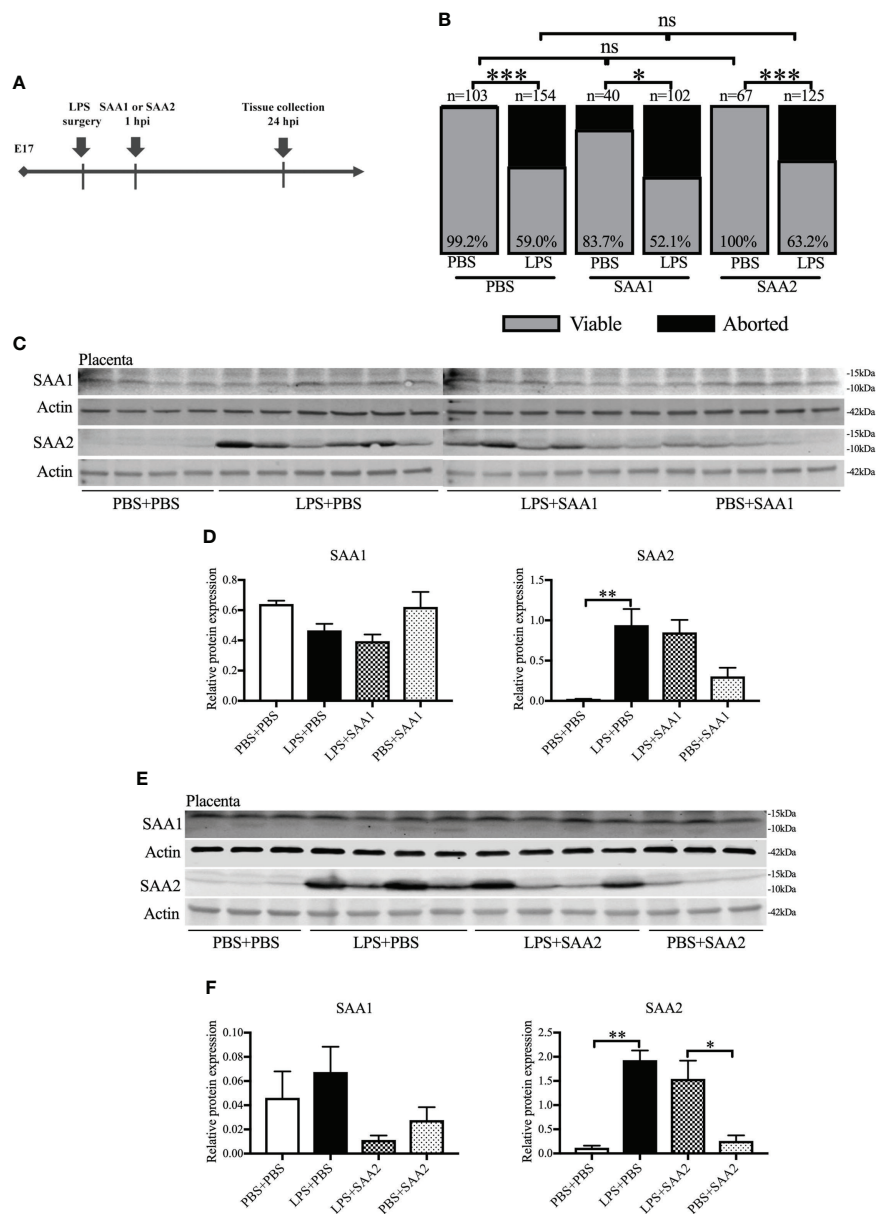 A
LPS surgery
SAA1 or SAA2 1 hpi
Tissue collection 24 hpi
E17
B
ns
ns
*** * ***
n=103 n=154 n=40 n=102 n=67 n=125
99.2% 59.0% 83.7% 52.1% 100% 63.2%
PBS LPS PBS LPS PBS LPS
PBS SAA1 SAA2
Viable Aborted
C
Placenta
SAA1 -15kDa
-10kDa
Actin -42kDa
SAA2 -15kDa
-10kDa
Actin -42kDa
PBS+PBS LPS+PBS LPS+SAA1 PBS+SAA1
D
SAA1
Relative protein expression
0.8
0.6
0.4
0.2
0.0
PBS+PBS LPS+PBS LPS+SAA1 PBS+SAA1
SAA2
Relative protein expression
1.5
1.0
0.5
0.0
**
PBS+PBS LPS+PBS LPS+SAA1 PBS+SAA1
E
Placenta
SAA1 -15kDa
-10kDa
Actin -42kDa
SAA2 -15kDa
-10kDa
Actin -42kDa
PBS+PBS LPS+PBS LPS+SAA2 PBS+SAA2
F
SAA1
Relative protein expression
0.10
0.08
0.06
0.04
0.02
0.00
PBS+PBS LPS+PBS LPS+SAA2 PBS+SAA2
SAA2
Relative protein expression
2.5
2.0
1.5
1.0
0.5
0.0
** *
PBS+PBS LPS+PBS LPS+SAA2 PBS+SAA2